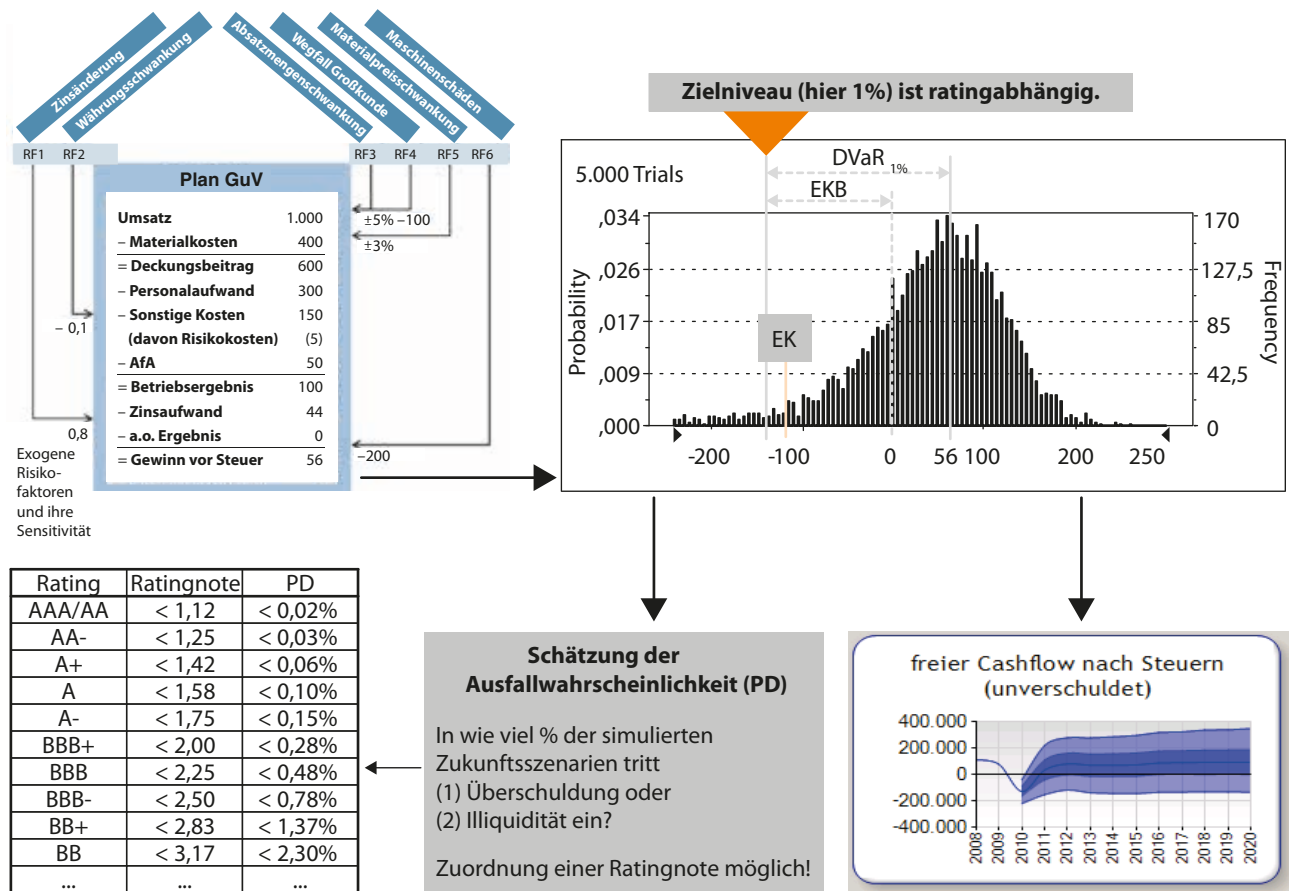 Zinsänderung
Währungsschwankung
Absatzmengenschwankung
Wegfall Großkunde
Materialpreisschwankung
Maschinenschäden
RF1 RF2 RF3 RF4 RF5 RF6
Plan GuV
Umsatz 1.000
– Materialkosten 400
= Deckungsbeitrag 600
– Personalaufwand 300
– Sonstige Kosten 150
(davon Risikokosten) (5)
– AfA 50
= Betriebsergebnis 100
– Zinsaufwand 44
– a.o. Ergebnis 0
= Gewinn vor Steuer 56
±5% –100
±3%
– 0,1
0,8
–200
Exogene
Risiko-
faktoren
und ihre
Sensitivität
Zielniveau (hier 1%) ist ratingabhängig.
5.000 Trials
DVaR 1%
EKB
EK
Probability
,034
,026
,017
,009
,000
Frequency
170
127,5
85
42,5
0
-200 -100 0 56 100 200 250
Rating Ratingnote PD
AAA/AA < 1,12 < 0,02%
AA- < 1,25 < 0,03%
A+ < 1,42 < 0,06%
A < 1,58 < 0,10%
A- < 1,75 < 0,15%
BBB+ < 2,00 < 0,28%
BBB < 2,25 < 0,48%
BBB- < 2,50 < 0,78%
BB+ < 2,83 < 1,37%
BB < 3,17 < 2,30%
... ... ...
Schätzung der
Ausfallwahrscheinlichkeit (PD)
In wie viel % der simulierten
Zukunftsszenarien tritt
(1) Überschuldung oder
(2) Illiquidität ein?
Zuordnung einer Ratingnote möglich!
freier Cashflow nach Steuern
(unverschuldet)
400.000
200.000
0
-200.000
-400.000
2008 2009 2010 2011 2012 2013 2014 2015 2016 2017 2018 2019 2020